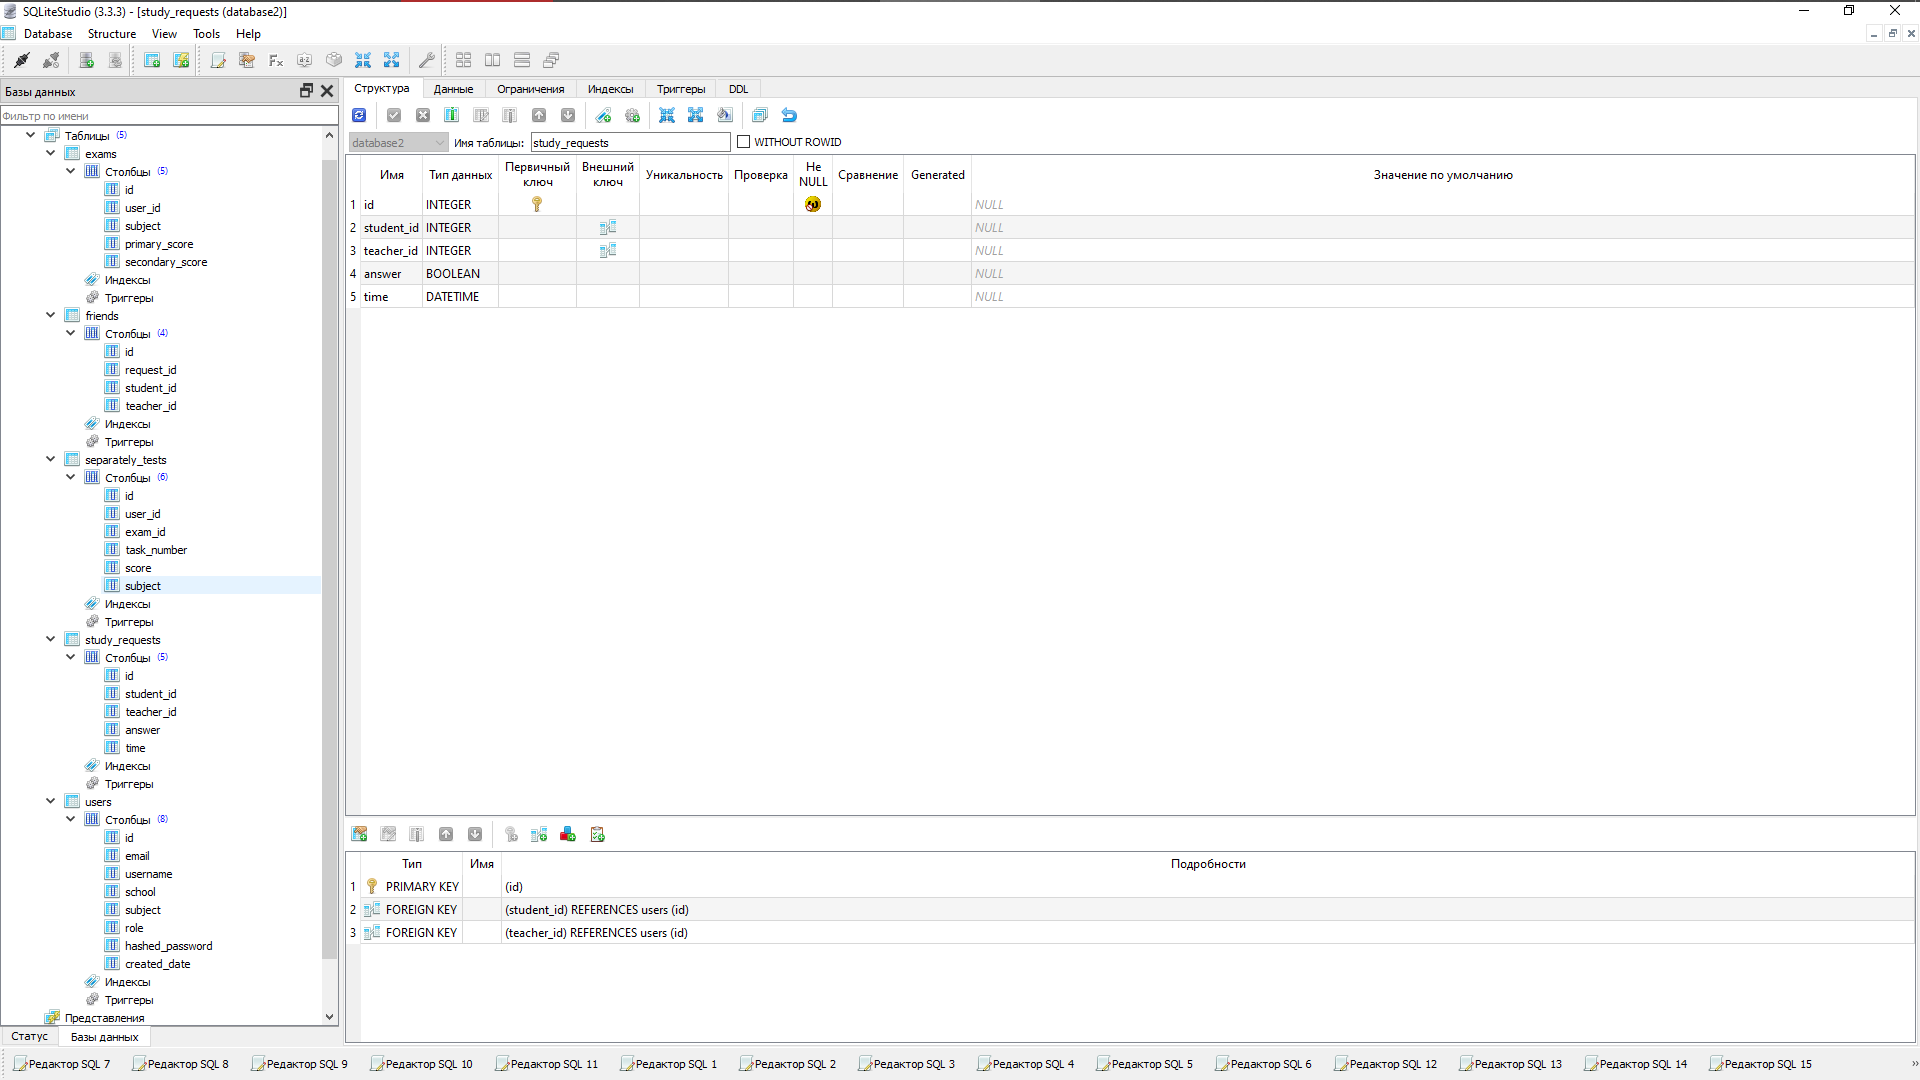 SQLiteStudio (3.3.3) - [study_requests (database2)]
Database Structure View Tools Help
Базы данных
Фильтр по имени
Таблицы (5)
exams
Столбцы (5)
id
user_id
subject
primary_score
secondary_score
Индексы
Триггеры
friends
Столбцы (4)
id
request_id
student_id
teacher_id
Индексы
Триггеры
separately_tests
Столбцы (6)
id
user_id
exam_id
task_number
score
subject
Индексы
Триггеры
study_requests
Столбцы (5)
id
student_id
teacher_id
answer
time
Индексы
Триггеры
users
Столбцы (8)
id
email
username
school
subject
role
hashed_password
created_date
Индексы
Триггеры
Представления
Статус Базы данных
Структура Данные Ограничения Индексы Триггеры DDL
database2 Имя таблицы: study_requests WITHOUT ROWID
Имя Тип данных Первичный ключ Внешний ключ Уникальность Проверка Не NULL Сравнение Generated Значение по умолчанию
1 id INTEGER NULL
2 student_id INTEGER NULL
3 teacher_id INTEGER NULL
4 answer BOOLEAN NULL
5 time DATETIME NULL
Тип Имя Подробности
1 PRIMARY KEY (id)
2 FOREIGN KEY (student_id) REFERENCES users (id)
3 FOREIGN KEY (teacher_id) REFERENCES users (id)
Редактор SQL 7 Редактор SQL 8 Редактор SQL 9 Редактор SQL 10 Редактор SQL 11 Редактор SQL 1 Редактор SQL 2 Редактор SQL 3 Редактор SQL 4 Редактор SQL 5 Редактор SQL 6 Редактор SQL 12 Редактор SQL 13 Редактор SQL 14 Редактор SQL 15